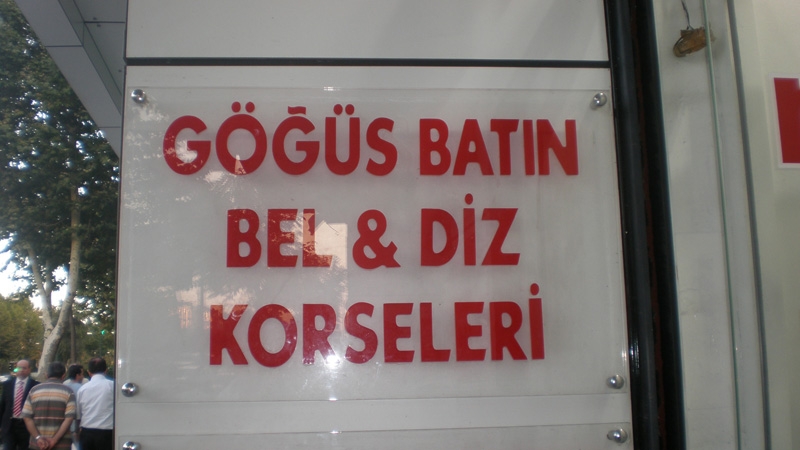 GÖĞÜS BATIN
BEL & DİZ
KORSELERİ